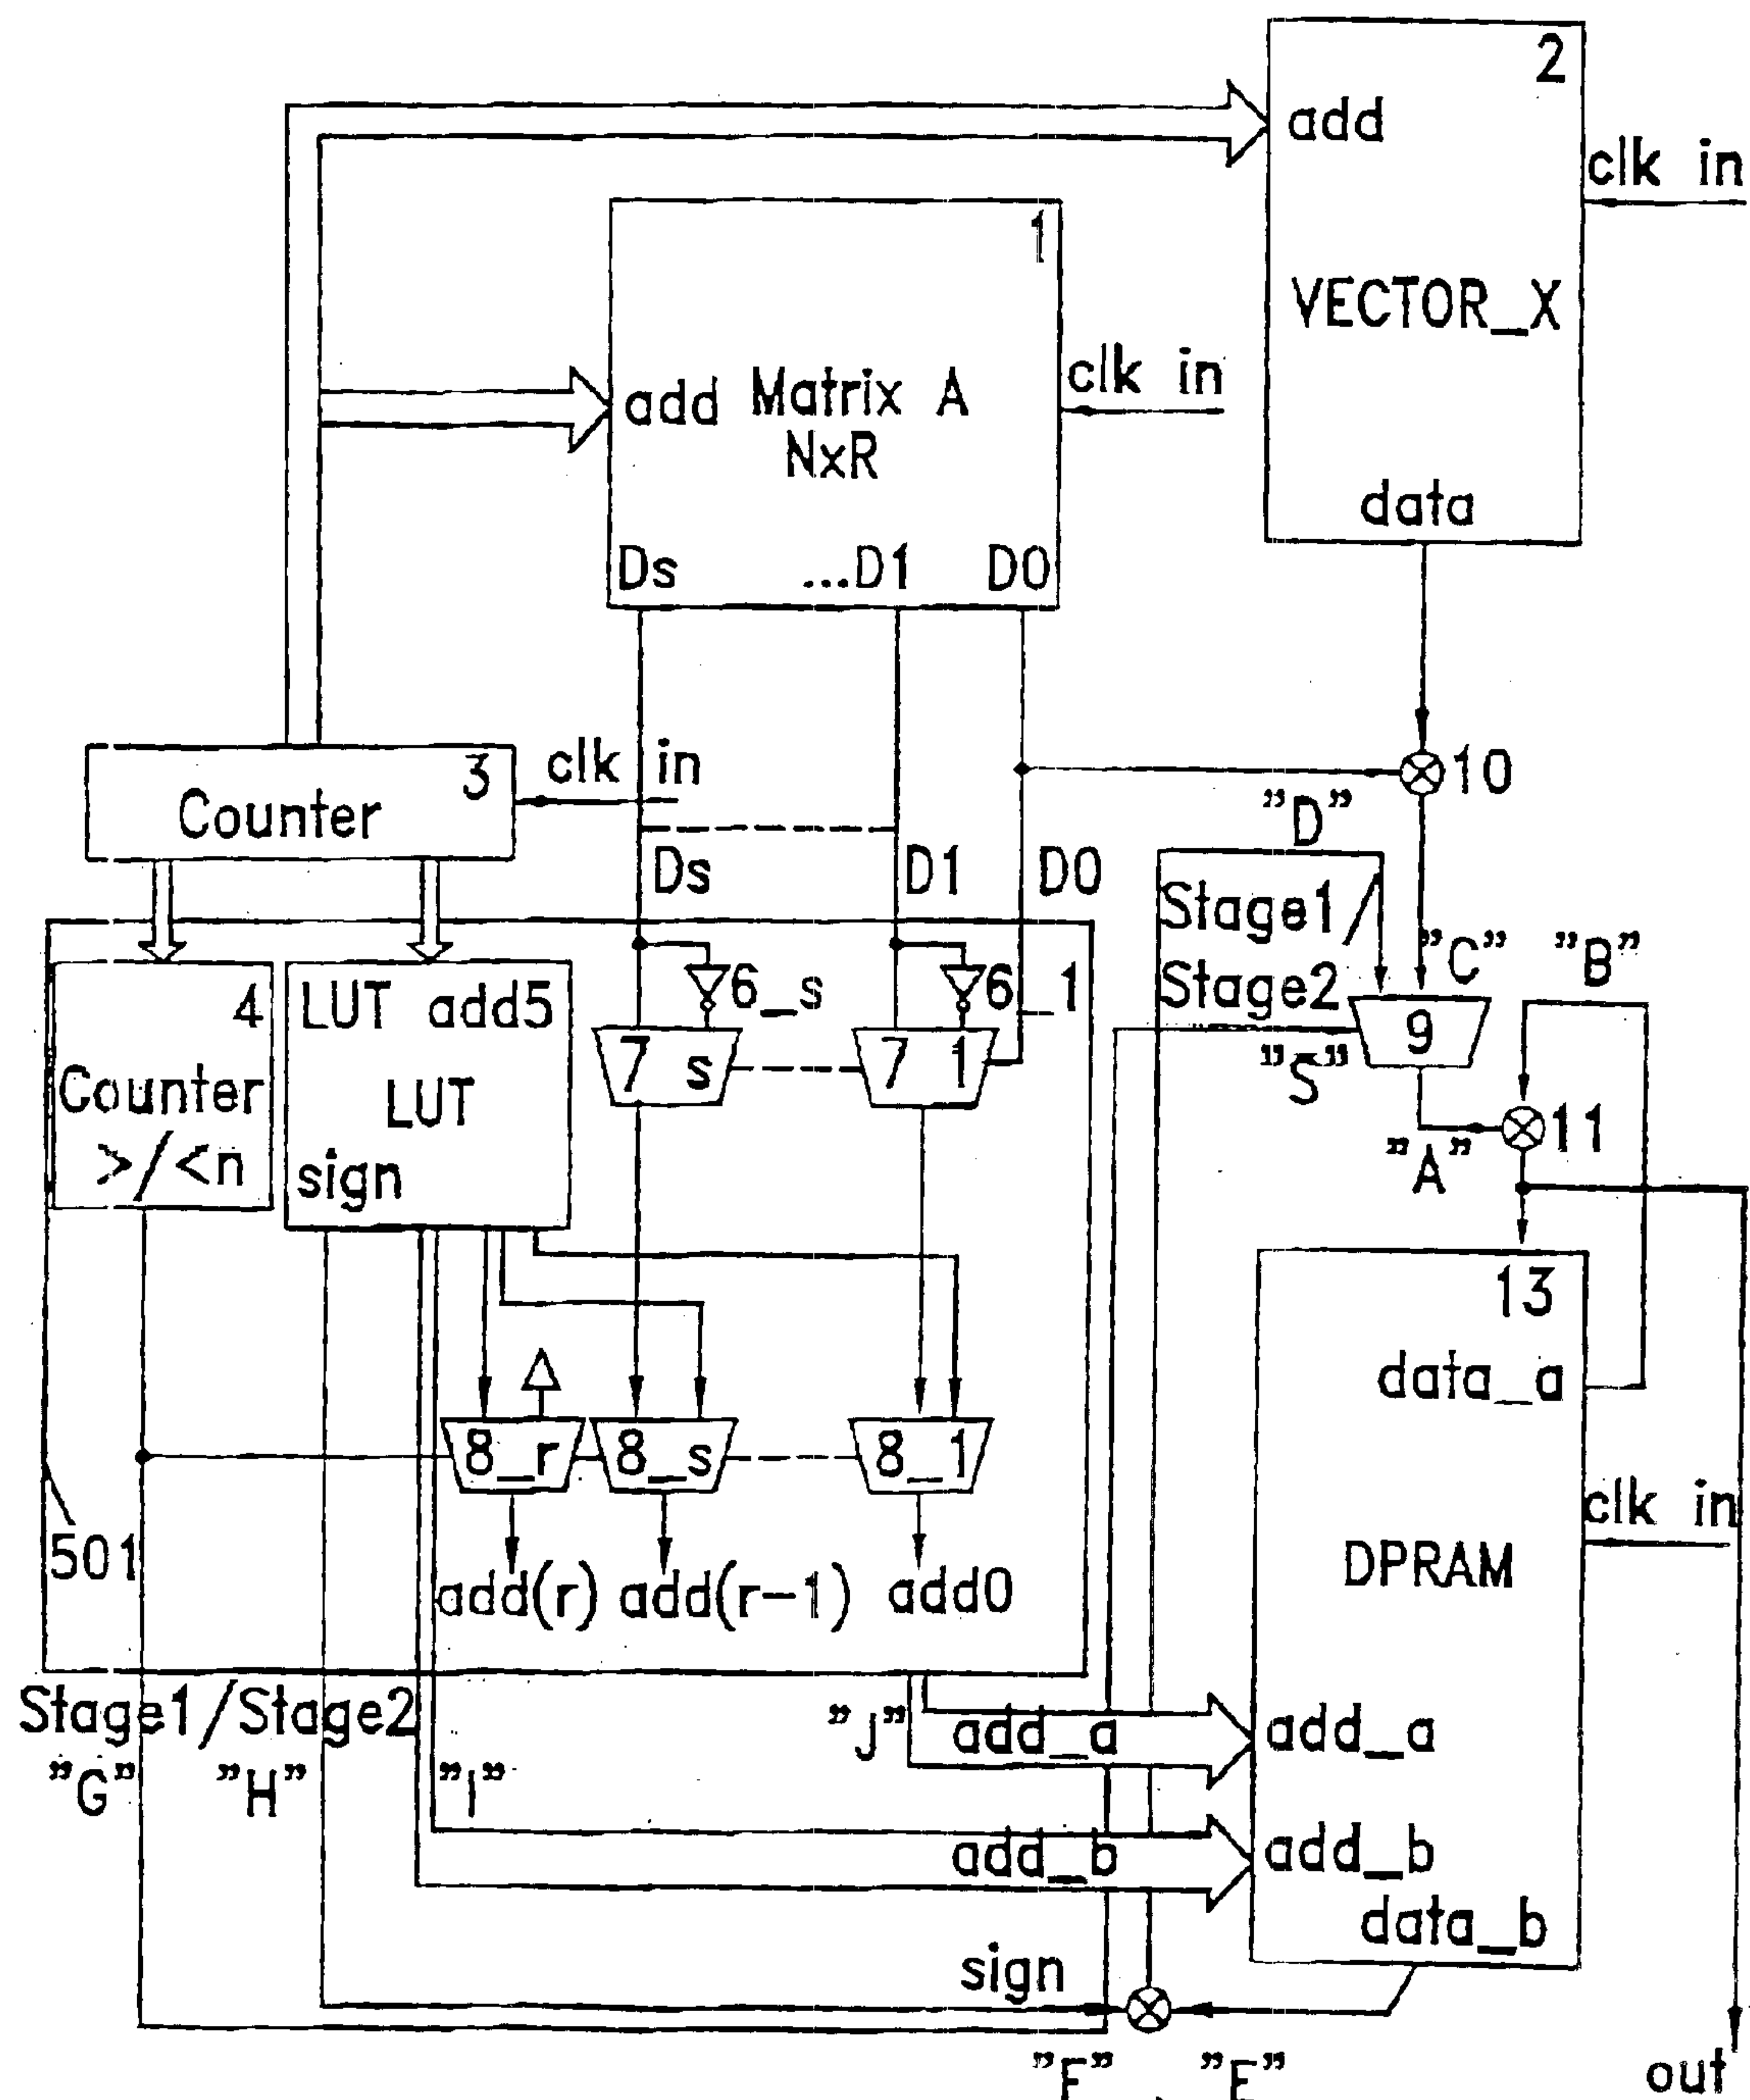 2
add
clk in
VECTOR_X
data
1
add Matrix A
NxR
clk in
Ds ...D1 D0
3
Counter
clk in
10
"D"
Ds D1 D0
Stage1/
Stage2
"C" "B"
4
Counter
>/<n
LUT add5
LUT
sign
6_s
6_1
7 s
7_1
9
"S"
11
"A"
13
data_a
8_r
8_s
8_1
clk in
DPRAM
501
add(r) add(r-1) add0
Stage1/Stage2
"G" "H" "I" "J"
add_a
add_a
add_b
add_b
data_b
sign
"F" "E"
out